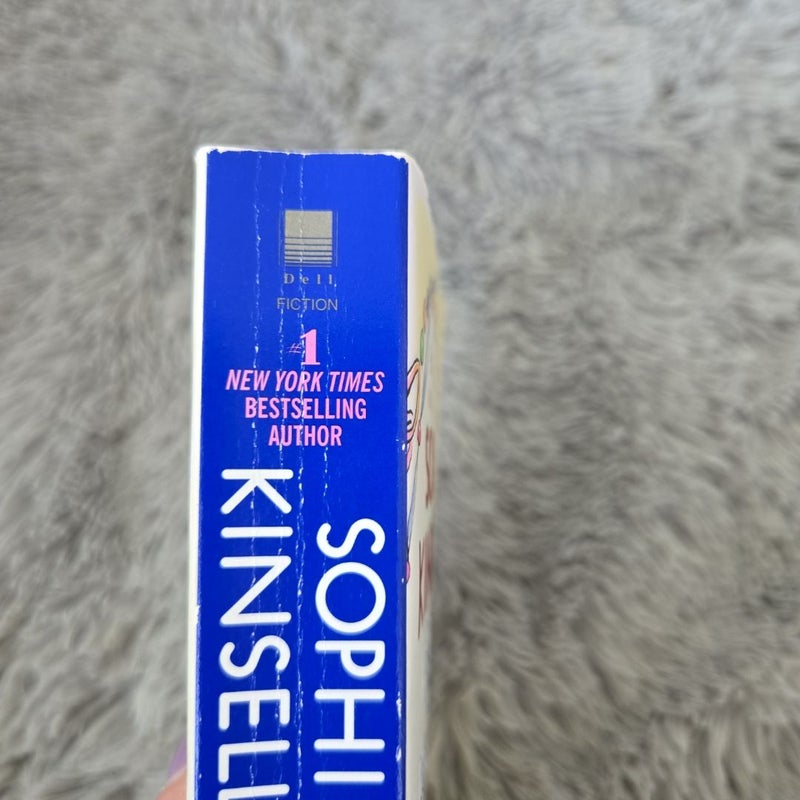 Dell
FICTION
#1
NEW YORK TIMES
BESTSELLING
AUTHOR
SOPHI
KINSELL